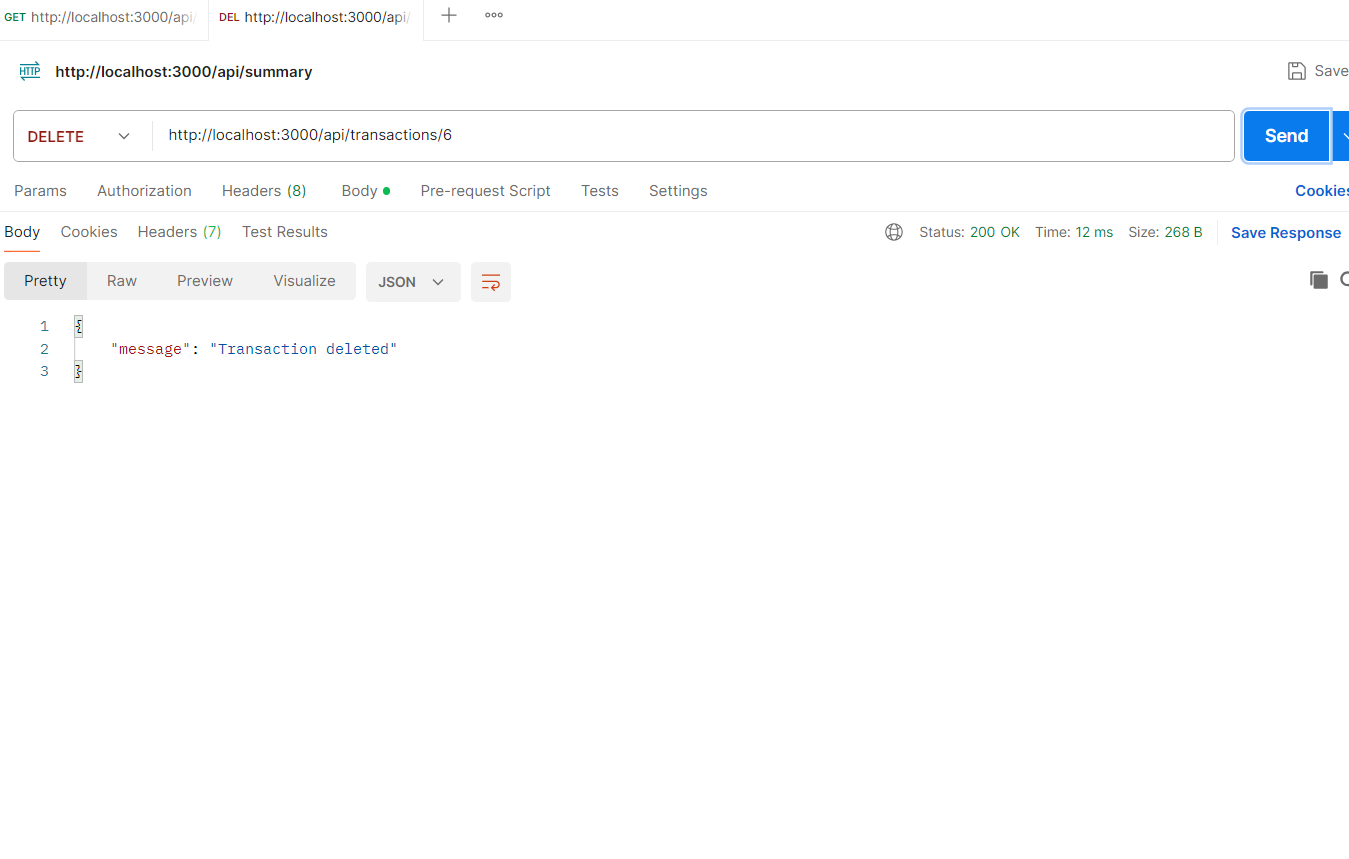 GET http://localhost:3000/api/ DEL http://localhost:3000/api/
HTTP http://localhost:3000/api/summary Save
DELETE http://localhost:3000/api/transactions/6 Send
Params Authorization Headers (8) Body Pre-request Script Tests Settings Cookies
Body Cookies Headers (7) Test Results Status: 200 OK Time: 12 ms Size: 268 B Save Response
Pretty Raw Preview Visualize JSON
1 {
2 "message": "Transaction deleted"
3 }